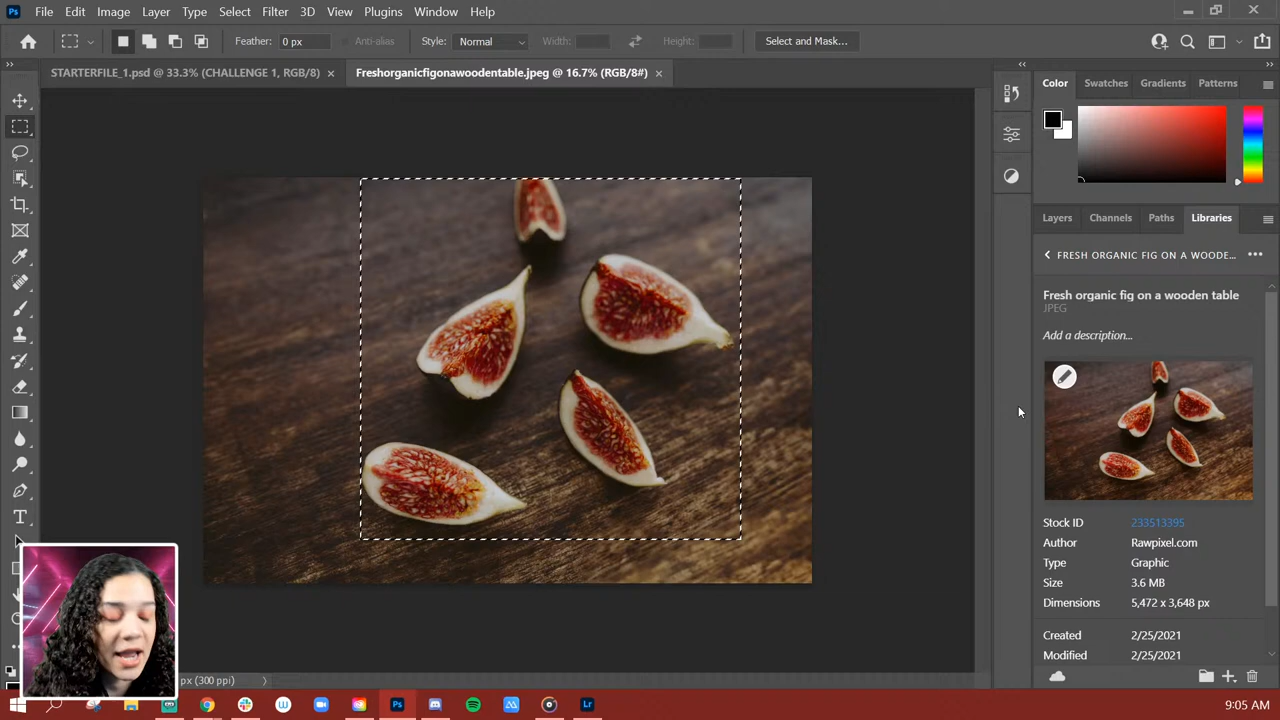 Ps File Edit Image Layer Type Select Filter 3D View Plugins Window Help
Feather: 0 px Anti-alias Style: Normal Width: Height: Select and Mask...
STARTERFILE_1.psd @ 33.3% (CHALLENGE 1, RGB/8) × Freshorganicfigonawoodentable.jpeg @ 16.7% (RGB/8#) ×
Color Swatches Gradients Patterns
Layers Channels Paths Libraries
FRESH ORGANIC FIG ON A WOODE...
Fresh organic fig on a wooden table
JPEG
Add a description...
Stock ID 233513395
Author Rawpixel.com
Type Graphic
Size 3.6 MB
Dimensions 5,472 x 3,648 px
Created 2/25/2021
Modified 2/25/2021
px (300 ppi)
Ps Lr 9:05 AM